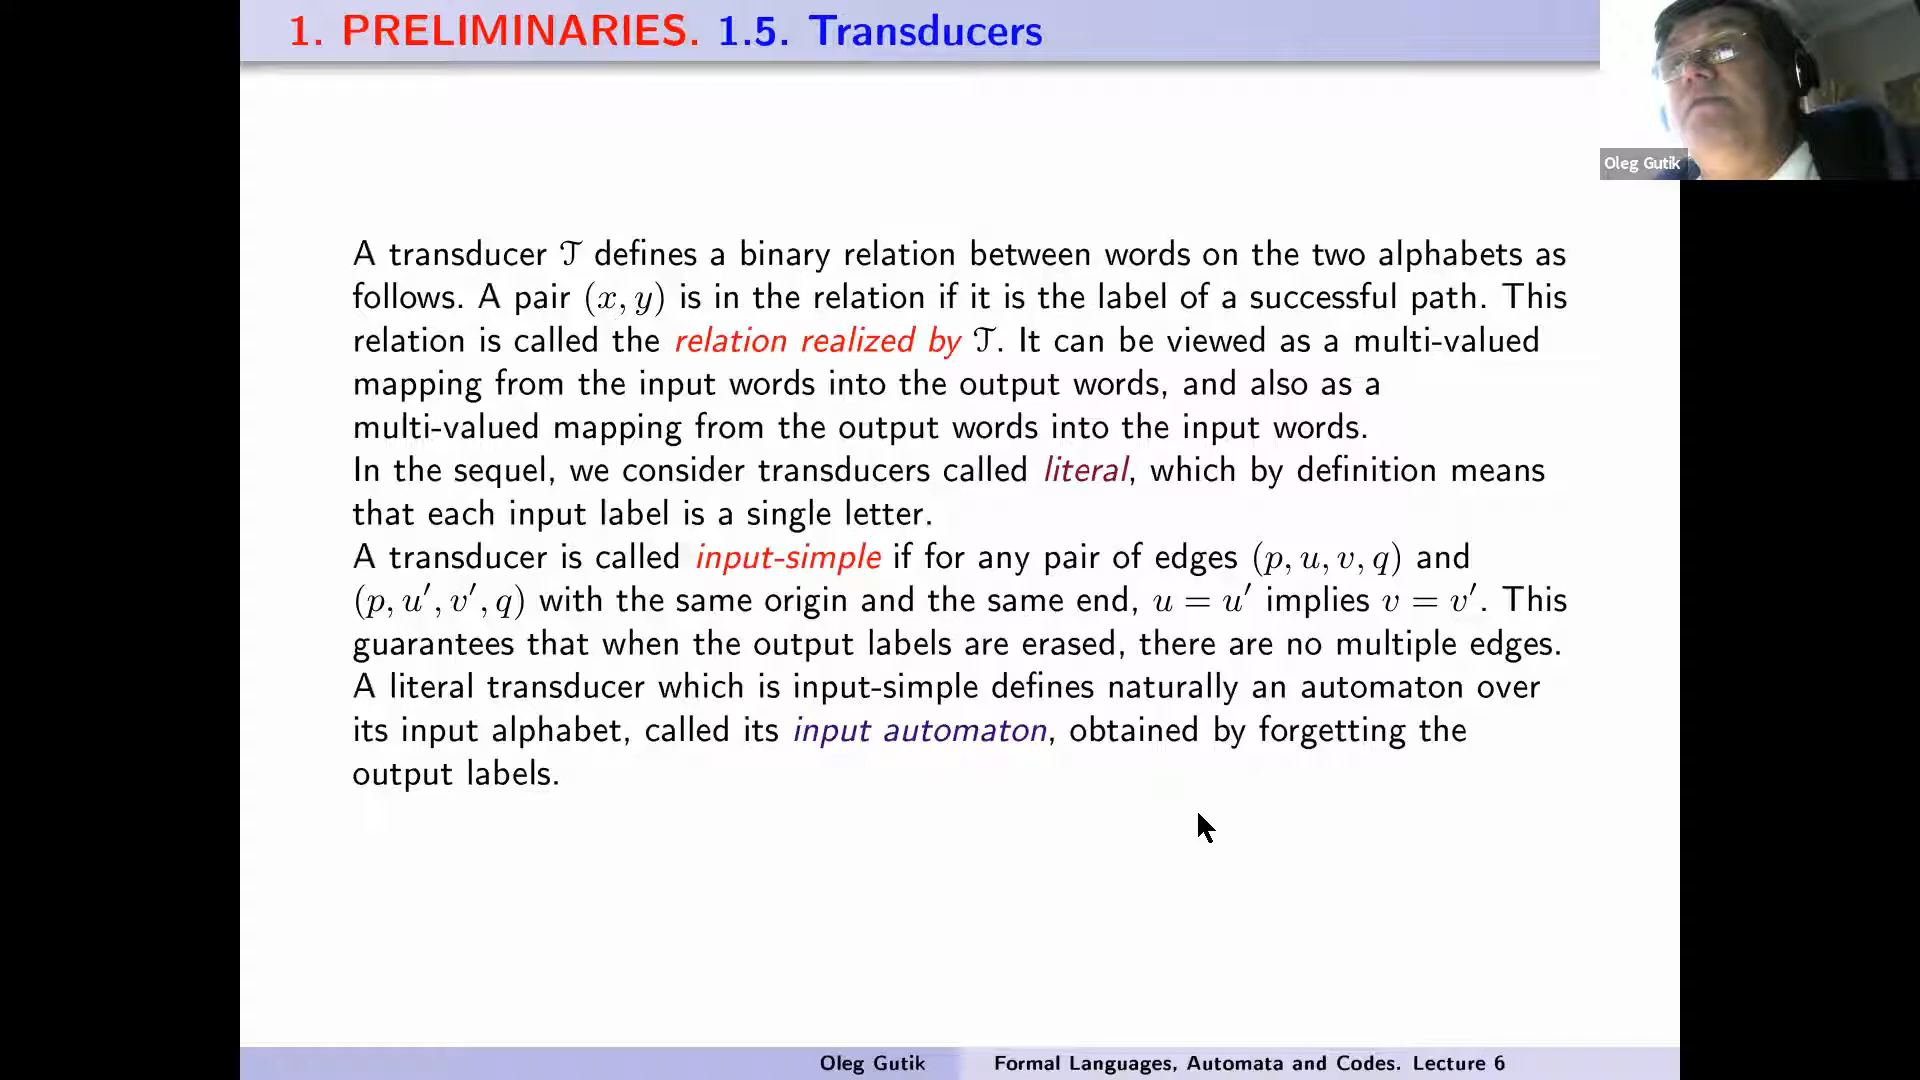 1. PRELIMINARIES. 1.5. Transducers
Oleg Gutik
A transducer 𝒯 defines a binary relation between words on the two alphabets as
follows. A pair (x, y) is in the relation if it is the label of a successful path. This
relation is called the relation realized by 𝒯. It can be viewed as a multi-valued
mapping from the input words into the output words, and also as a
multi-valued mapping from the output words into the input words.
In the sequel, we consider transducers called literal, which by definition means
that each input label is a single letter.
A transducer is called input-simple if for any pair of edges (p, u, v, q) and
(p, u′, v′, q) with the same origin and the same end, u = u′ implies v = v′. This
guarantees that when the output labels are erased, there are no multiple edges.
A literal transducer which is input-simple defines naturally an automaton over
its input alphabet, called its input automaton, obtained by forgetting the
output labels.
Oleg Gutik Formal Languages, Automata and Codes. Lecture 6